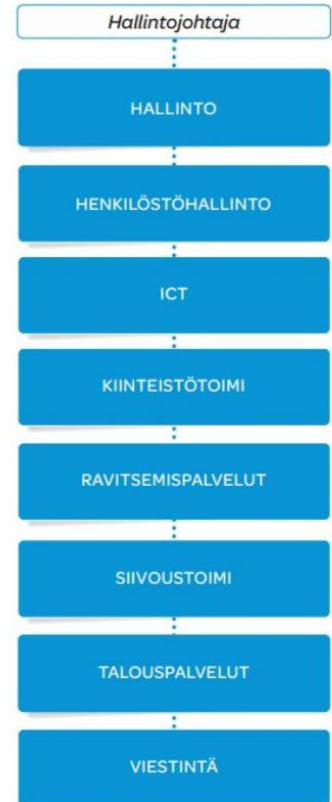 Hallintojohtaja
HALLINTO
HENKILÖSTÖHALLINTO
ICT
KIINTEISTÖTOIMI
RAVITSEMISPALVELUT
SIIVOUSTOIMI
TALOUSPALVELUT
VIESTINTÄ